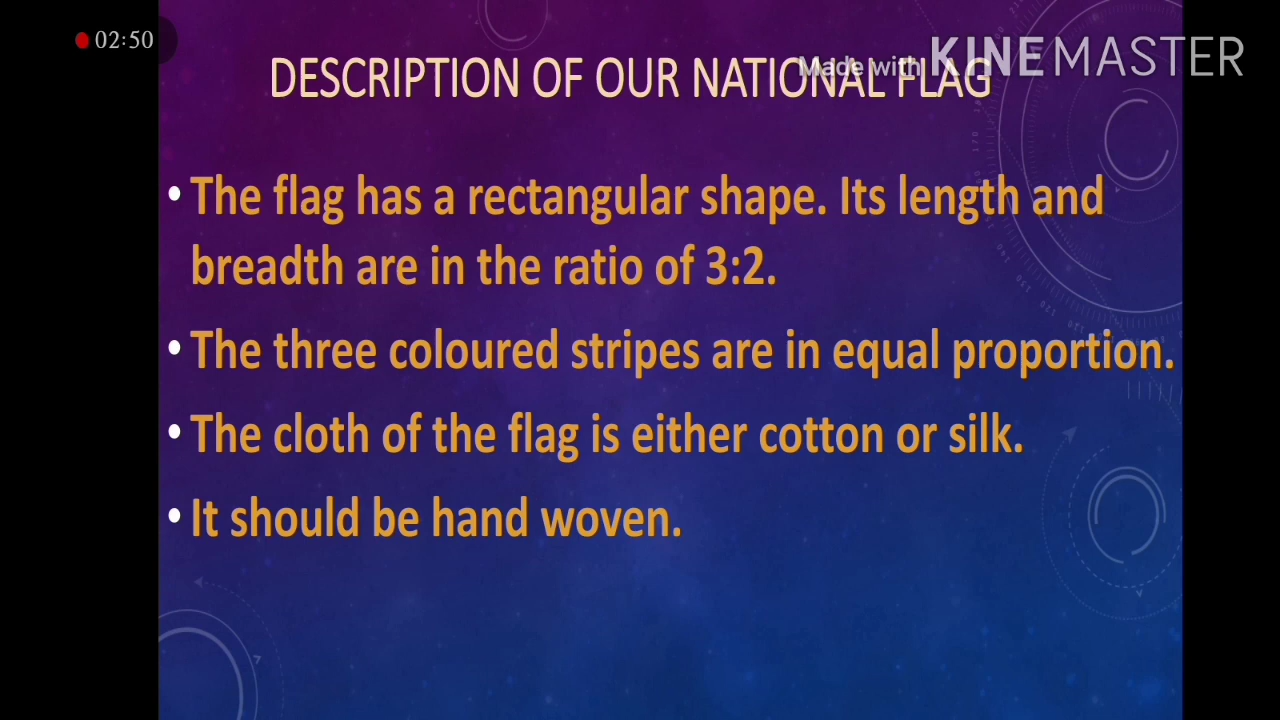 02:50
Made with KINEMASTER
DESCRIPTION OF OUR NATIONAL FLAG
• The flag has a rectangular shape. Its length and
breadth are in the ratio of 3:2.
• The three coloured stripes are in equal proportion.
• The cloth of the flag is either cotton or silk.
• It should be hand woven.